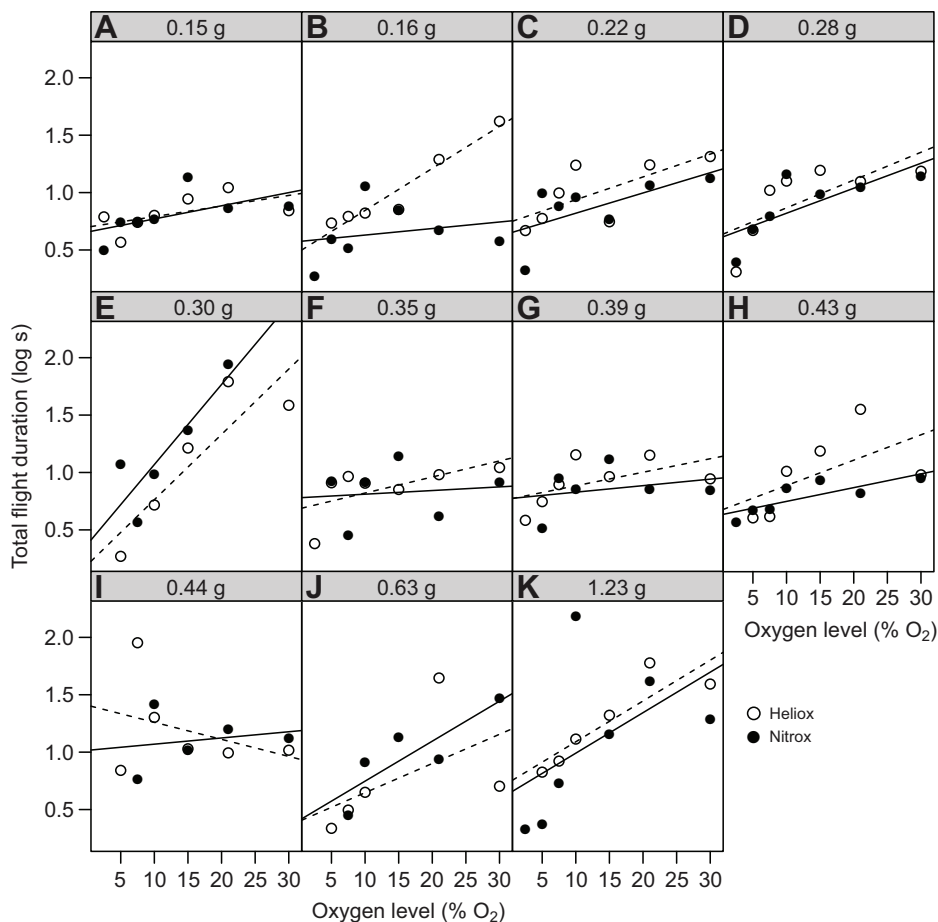 A 0.15 g
B 0.16 g
C 0.22 g
D 0.28 g
2.0
1.5
1.0
0.5
E 0.30 g
F 0.35 g
G 0.39 g
H 0.43 g
2.0
1.5
1.0
0.5
Total flight duration (log s)
I 0.44 g
J 0.63 g
K 1.23 g
5 10 15 20 25 30
Oxygen level (% O₂)
2.0
1.5
1.0
0.5
Heliox
Nitrox
5 10 15 20 25 30
5 10 15 20 25 30
5 10 15 20 25 30
Oxygen level (% O₂)